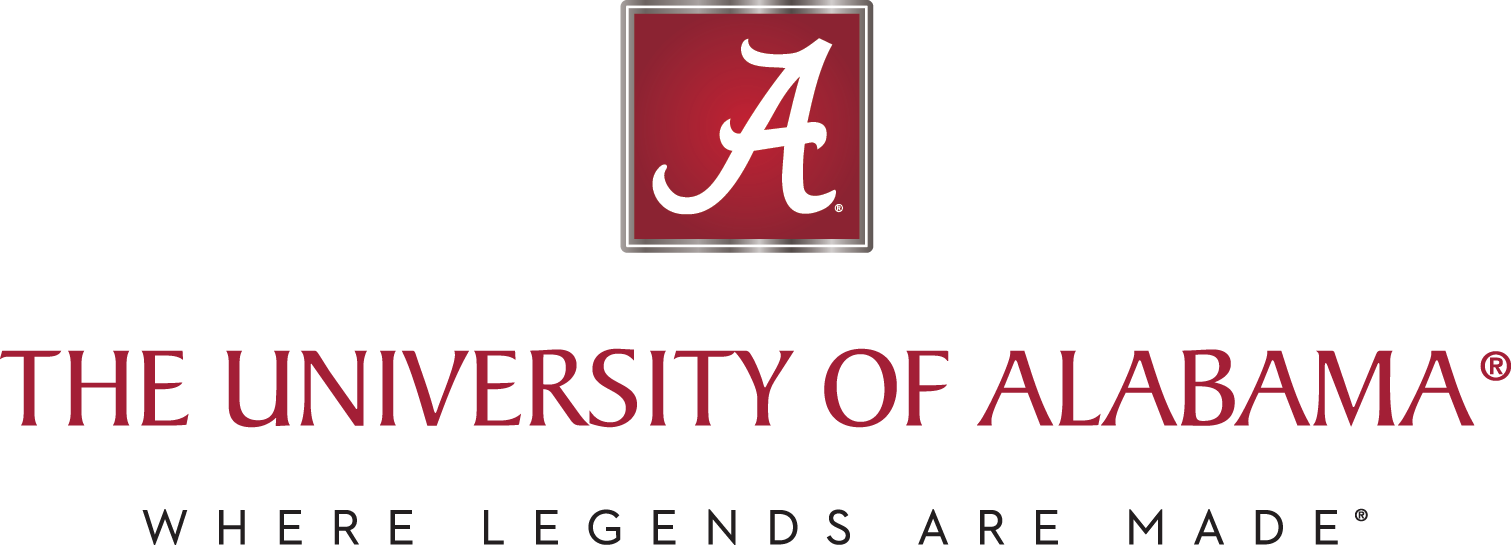 A®
THE UNIVERSITY OF ALABAMA®
WHERE LEGENDS ARE MADE®